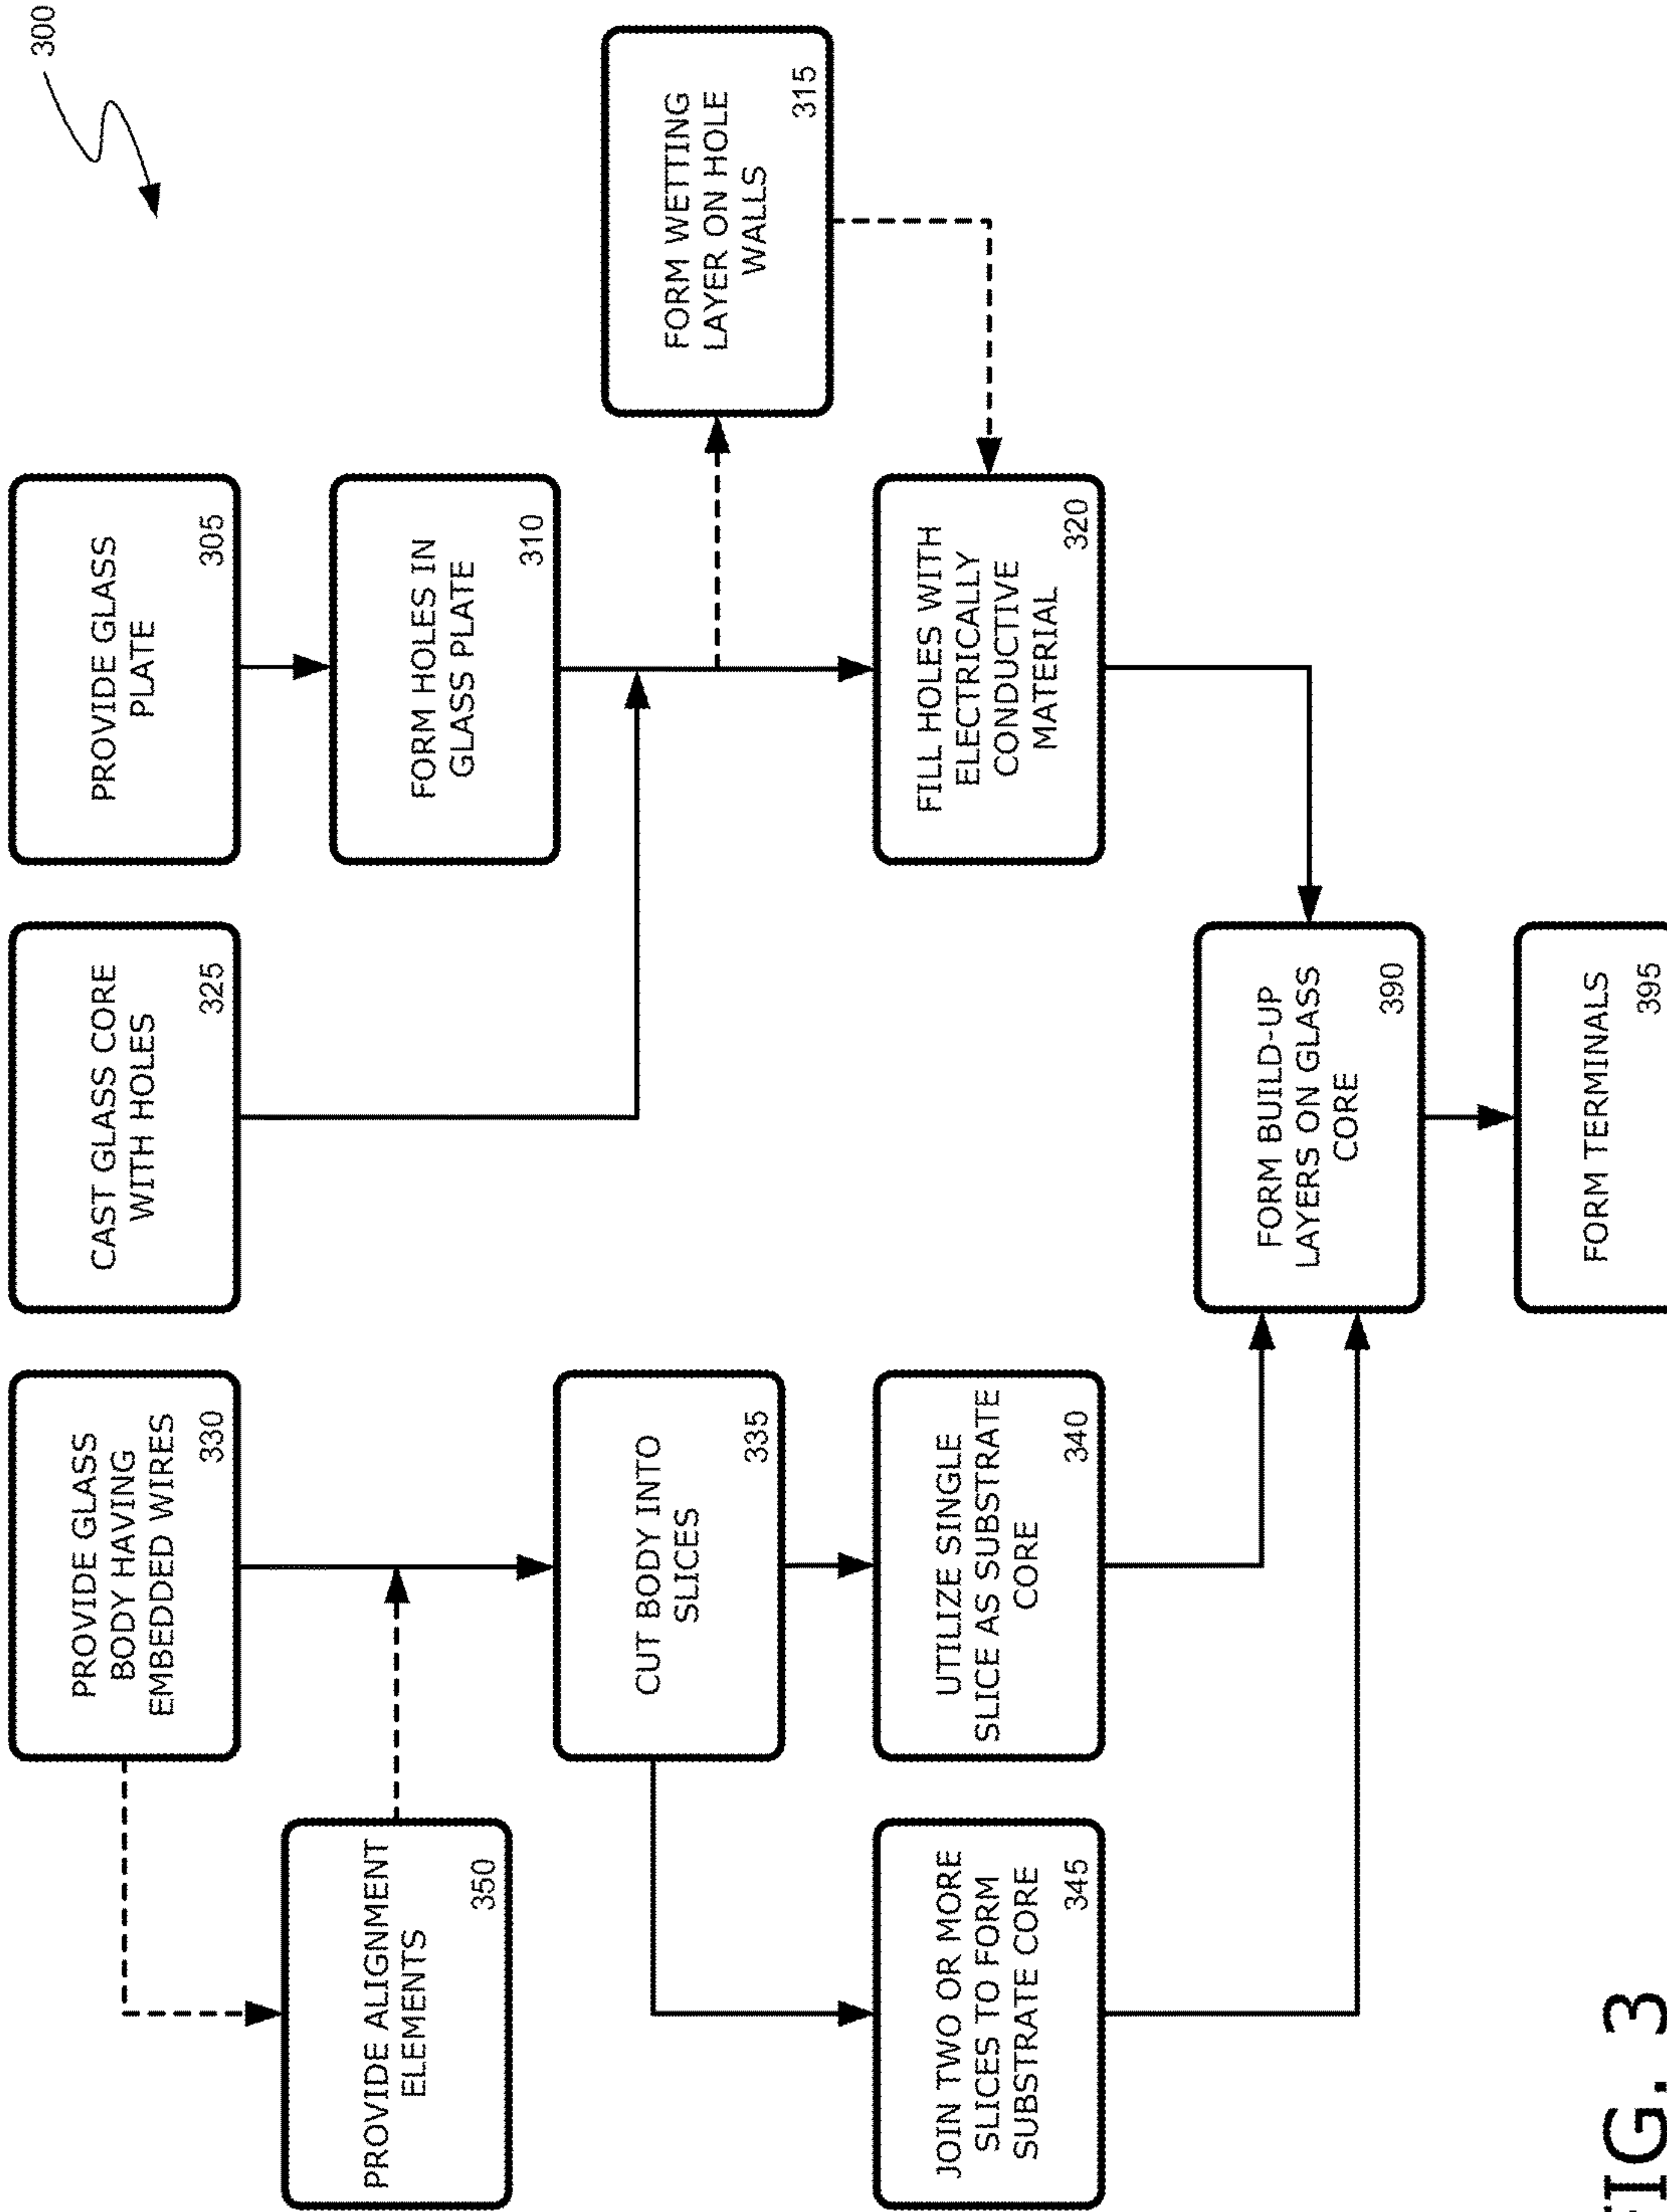 300
PROVIDE GLASS
BODY HAVING
EMBEDDED WIRES
330
CAST GLASS CORE
WITH HOLES
325
PROVIDE GLASS
PLATE
305
PROVIDE ALIGNMENT
ELEMENTS
350
FORM HOLES IN
GLASS PLATE
310
CUT BODY INTO
SLICES
335
FORM WETTING
LAYER ON HOLE
WALLS
315
JOIN TWO OR MORE
SLICES TO FORM
SUBSTRATE CORE
345
UTILIZE SINGLE
SLICE AS SUBSTRATE
CORE
340
FILL HOLES WITH
ELECTRICALLY
CONDUCTIVE
MATERIAL
320
FORM BUILD-UP
LAYERS ON GLASS
CORE
390
FORM TERMINALS
395
FIG. 3